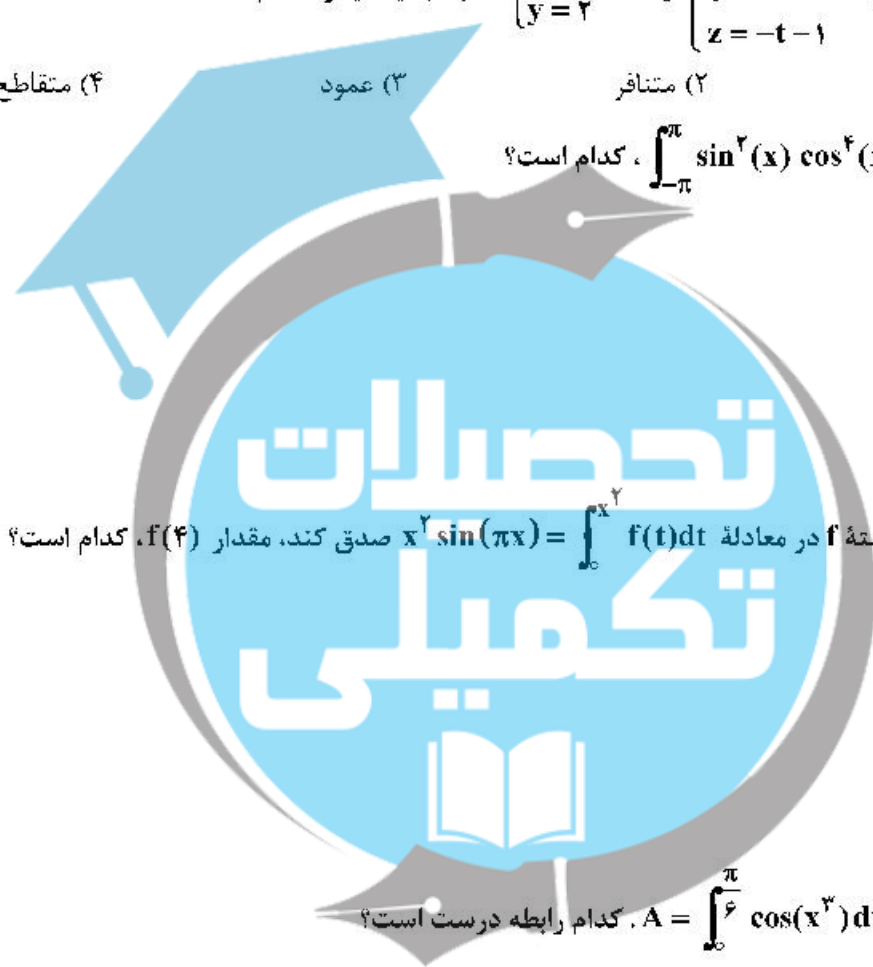 y = ۲
z = −t − ۱
۲) متنافر ۳) عمود ۴) متقاطع
∫_{−π}^{π} sin^۲(x) cos^۴( ، کدام است؟
f در معادلهٔ x^۲ sin(πx) = ∫_۰^{x^۲} f(t)dt صدق کند، مقدار f(۴)، کدام است؟
تحصیلات
تکمیلی
A = ∫_۰^{π/۶} cos(x^۳)d ، کدام رابطه درست است؟